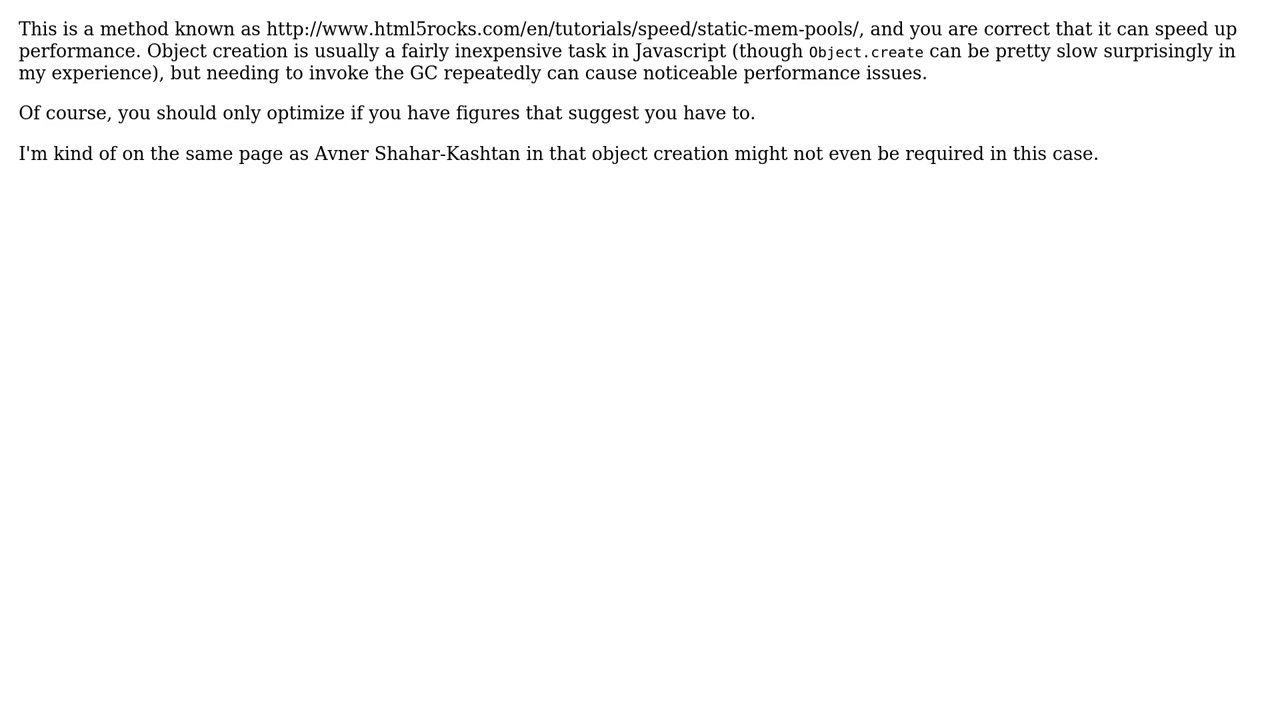 This is a method known as http://www.html5rocks.com/en/tutorials/speed/static-mem-pools/, and you are correct that it can speed up
performance. Object creation is usually a fairly inexpensive task in Javascript (though Object.create can be pretty slow surprisingly in
my experience), but needing to invoke the GC repeatedly can cause noticeable performance issues.
Of course, you should only optimize if you have figures that suggest you have to.
I'm kind of on the same page as Avner Shahar-Kashtan in that object creation might not even be required in this case.